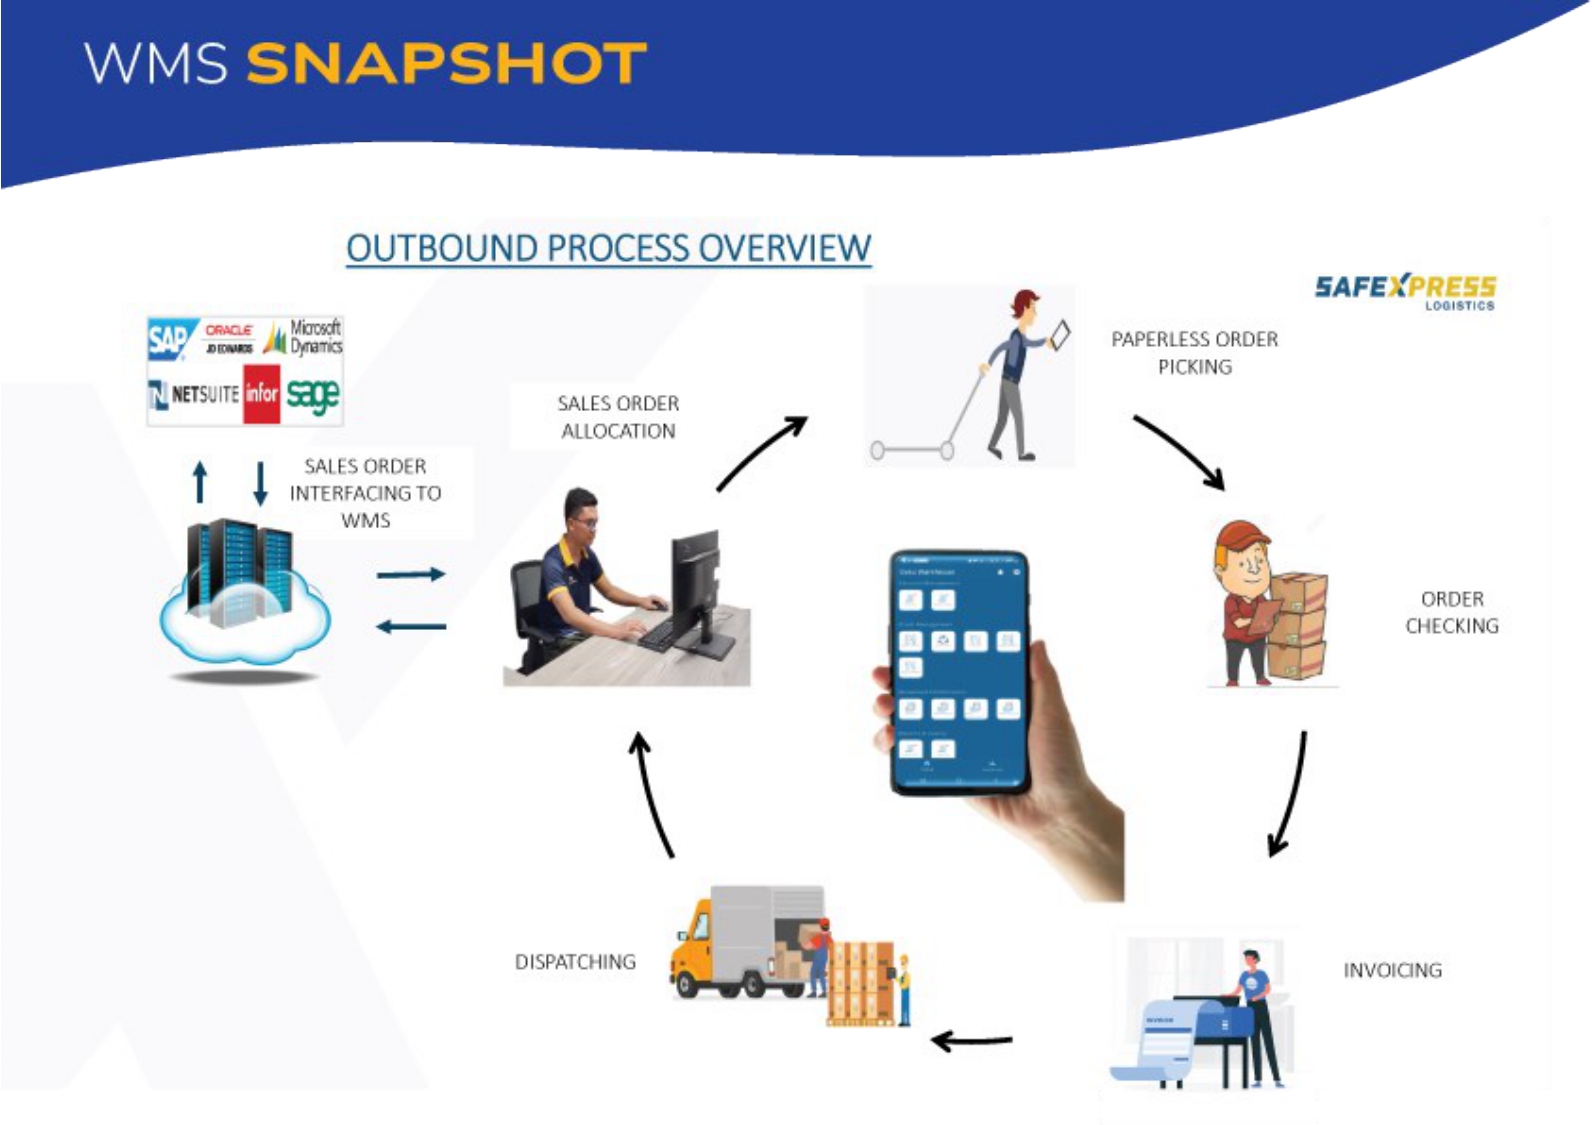 WMS SNAPSHOT
OUTBOUND PROCESS OVERVIEW
SAFEXPRESS
LOGISTICS
SAP
ORACLE
JD EDWARDS
Microsoft
Dynamics
N NETSUITE
infor
sage
SALES ORDER
INTERFACING TO
WMS
SALES ORDER
ALLOCATION
PAPERLESS ORDER
PICKING
ORDER
CHECKING
INVOICING
INVOICE
DISPATCHING